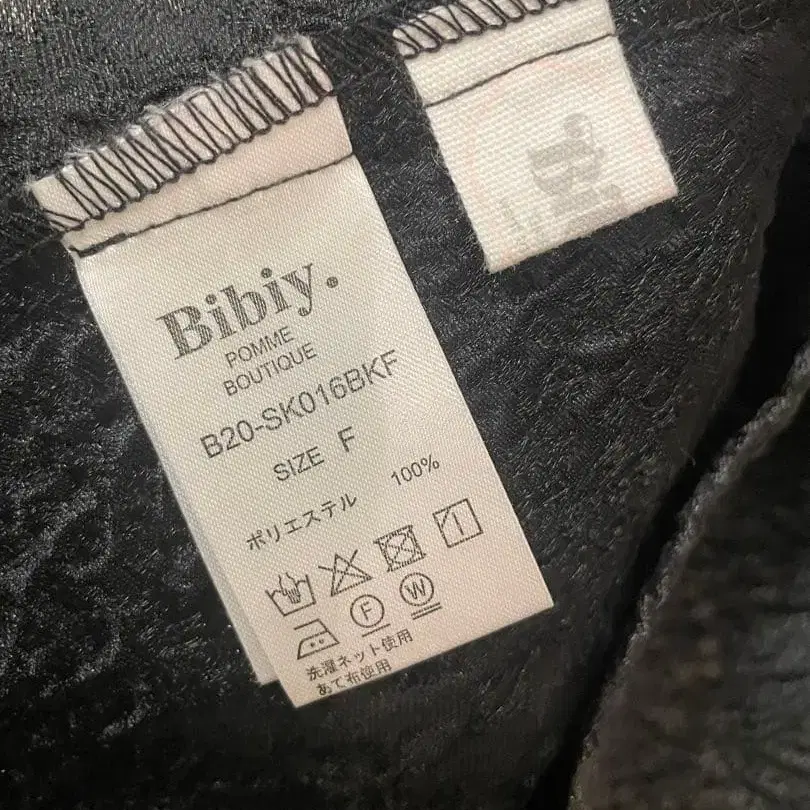 Bibiy.
POMME
BOUTIQUE
B20-SK016BKF
SIZE F
ポリエステル 100%
F W
洗濯ネット使用
あて布使用